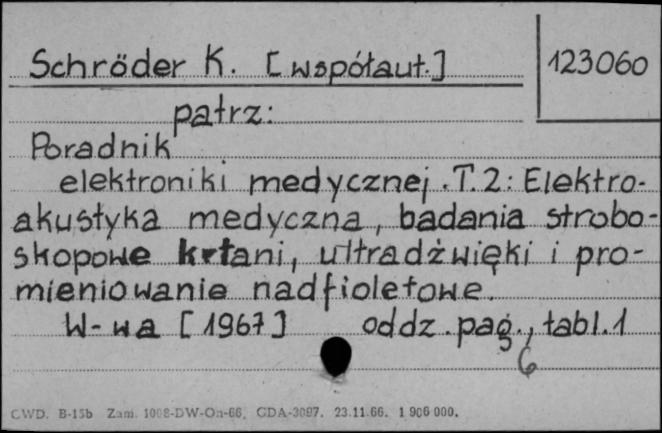 Schröder K. [współaut.]
123060
patrz:
Poradnik
elektroniki medycznej. T. 2: Elektro-
akustyka medyczna, badania strobo-
skopowe krtani, ultradźwięki i pro-
mieniowanie nadfioletowe.
W-wa [1967] oddz. pag., tabl. 1
6
CWD. B-15b Zam. 1008-DW-On-66. GDA-3097. 23.11.66. 1 906 000.